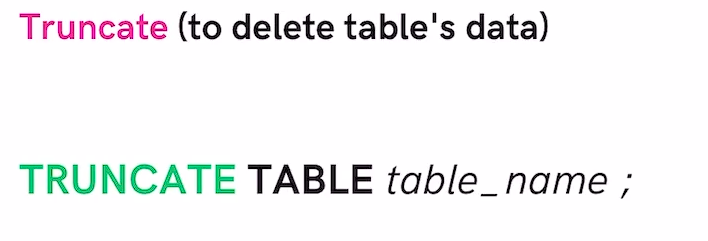 Truncate (to delete table's data)
TRUNCATE TABLE table_name ;